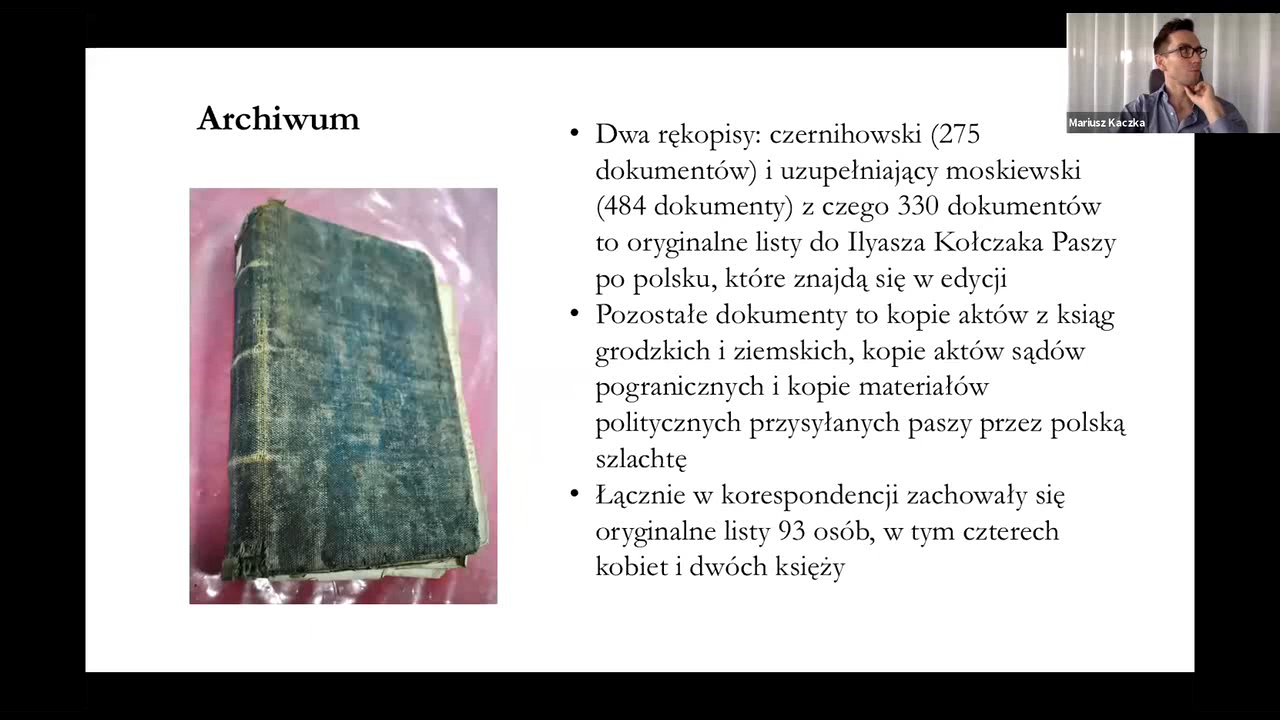 Archiwum
Mariusz Kaczka
• Dwa rękopisy: czernihowski (275
dokumentów) i uzupełniający moskiewski
(484 dokumenty) z czego 330 dokumentów
to oryginalne listy do Ilyasza Kołczaka Paszy
po polsku, które znajdą się w edycji
• Pozostałe dokumenty to kopie aktów z ksiąg
grodzkich i ziemskich, kopie aktów sądów
pogranicznych i kopie materiałów
politycznych przysyłanych paszy przez polską
szlachtę
• Łącznie w korespondencji zachowały się
oryginalne listy 93 osób, w tym czterech
kobiet i dwóch księży